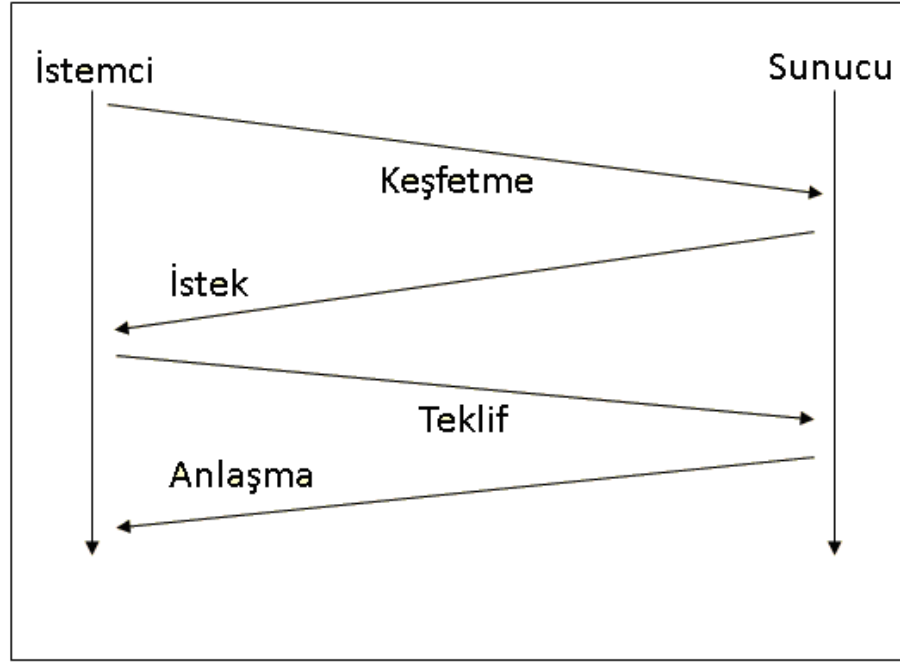 İstemci
Sunucu
Keşfetme
İstek
Teklif
Anlaşma